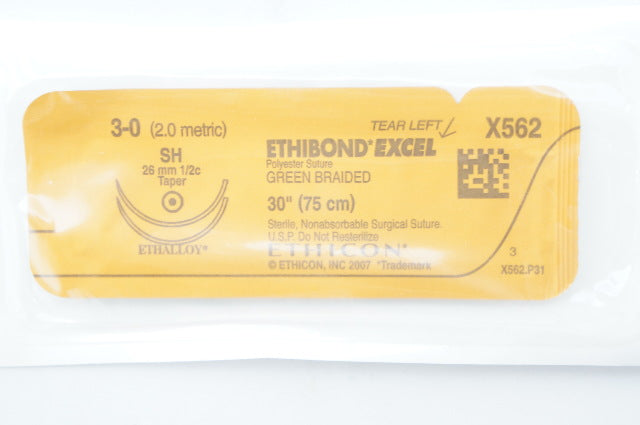 3-0 (2.0 metric)
SH
26 mm 1/2c
Taper
ETHALLOY*
TEAR LEFT
ETHIBOND*EXCEL
Polyester Suture
GREEN BRAIDED
30" (75 cm)
Sterile, Nonabsorbable Surgical Suture.
U.S.P. Do Not Resterilize
ETHICON*
© ETHICON, INC 2007 *Trademark
X562
3
X562.P31